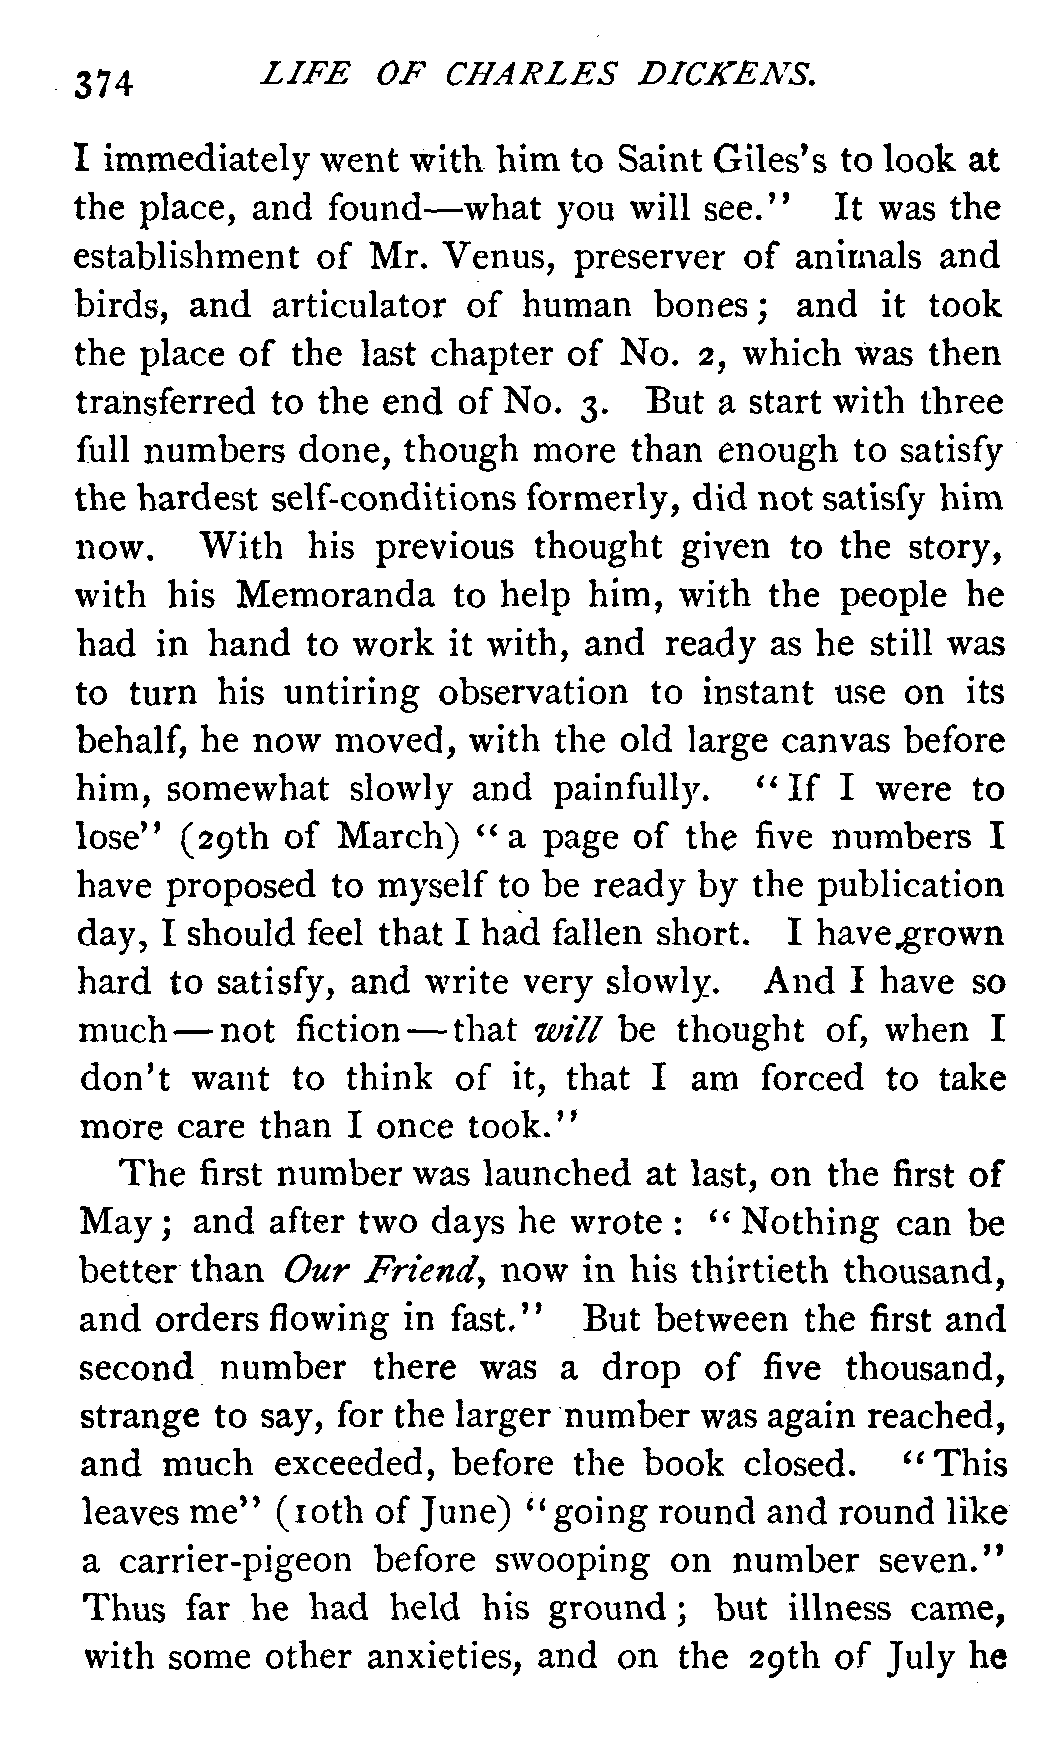 374 LIFE OF CHARLES DICKENS.
I immediately went with him to Saint Giles's to look at
the place, and found—what you will see." It was the
establishment of Mr. Venus, preserver of animals and
birds, and articulator of human bones; and it took
the place of the last chapter of No. 2, which was then
transferred to the end of No. 3. But a start with three
full numbers done, though more than enough to satisfy
the hardest self-conditions formerly, did not satisfy him
now. With his previous thought given to the story,
with his Memoranda to help him, with the people he
had in hand to work it with, and ready as he still was
to turn his untiring observation to instant use on its
behalf, he now moved, with the old large canvas before
him, somewhat slowly and painfully. "If I were to
lose" (29th of March) "a page of the five numbers I
have proposed to myself to be ready by the publication
day, I should feel that I had fallen short. I have grown
hard to satisfy, and write very slowly. And I have so
much—not fiction—that will be thought of, when I
don't want to think of it, that I am forced to take
more care than I once took."
The first number was launched at last, on the first of
May; and after two days he wrote: "Nothing can be
better than Our Friend, now in his thirtieth thousand,
and orders flowing in fast." But between the first and
second number there was a drop of five thousand,
strange to say, for the larger number was again reached,
and much exceeded, before the book closed. "This
leaves me" (10th of June) "going round and round like
a carrier-pigeon before swooping on number seven."
Thus far he had held his ground; but illness came,
with some other anxieties, and on the 29th of July he